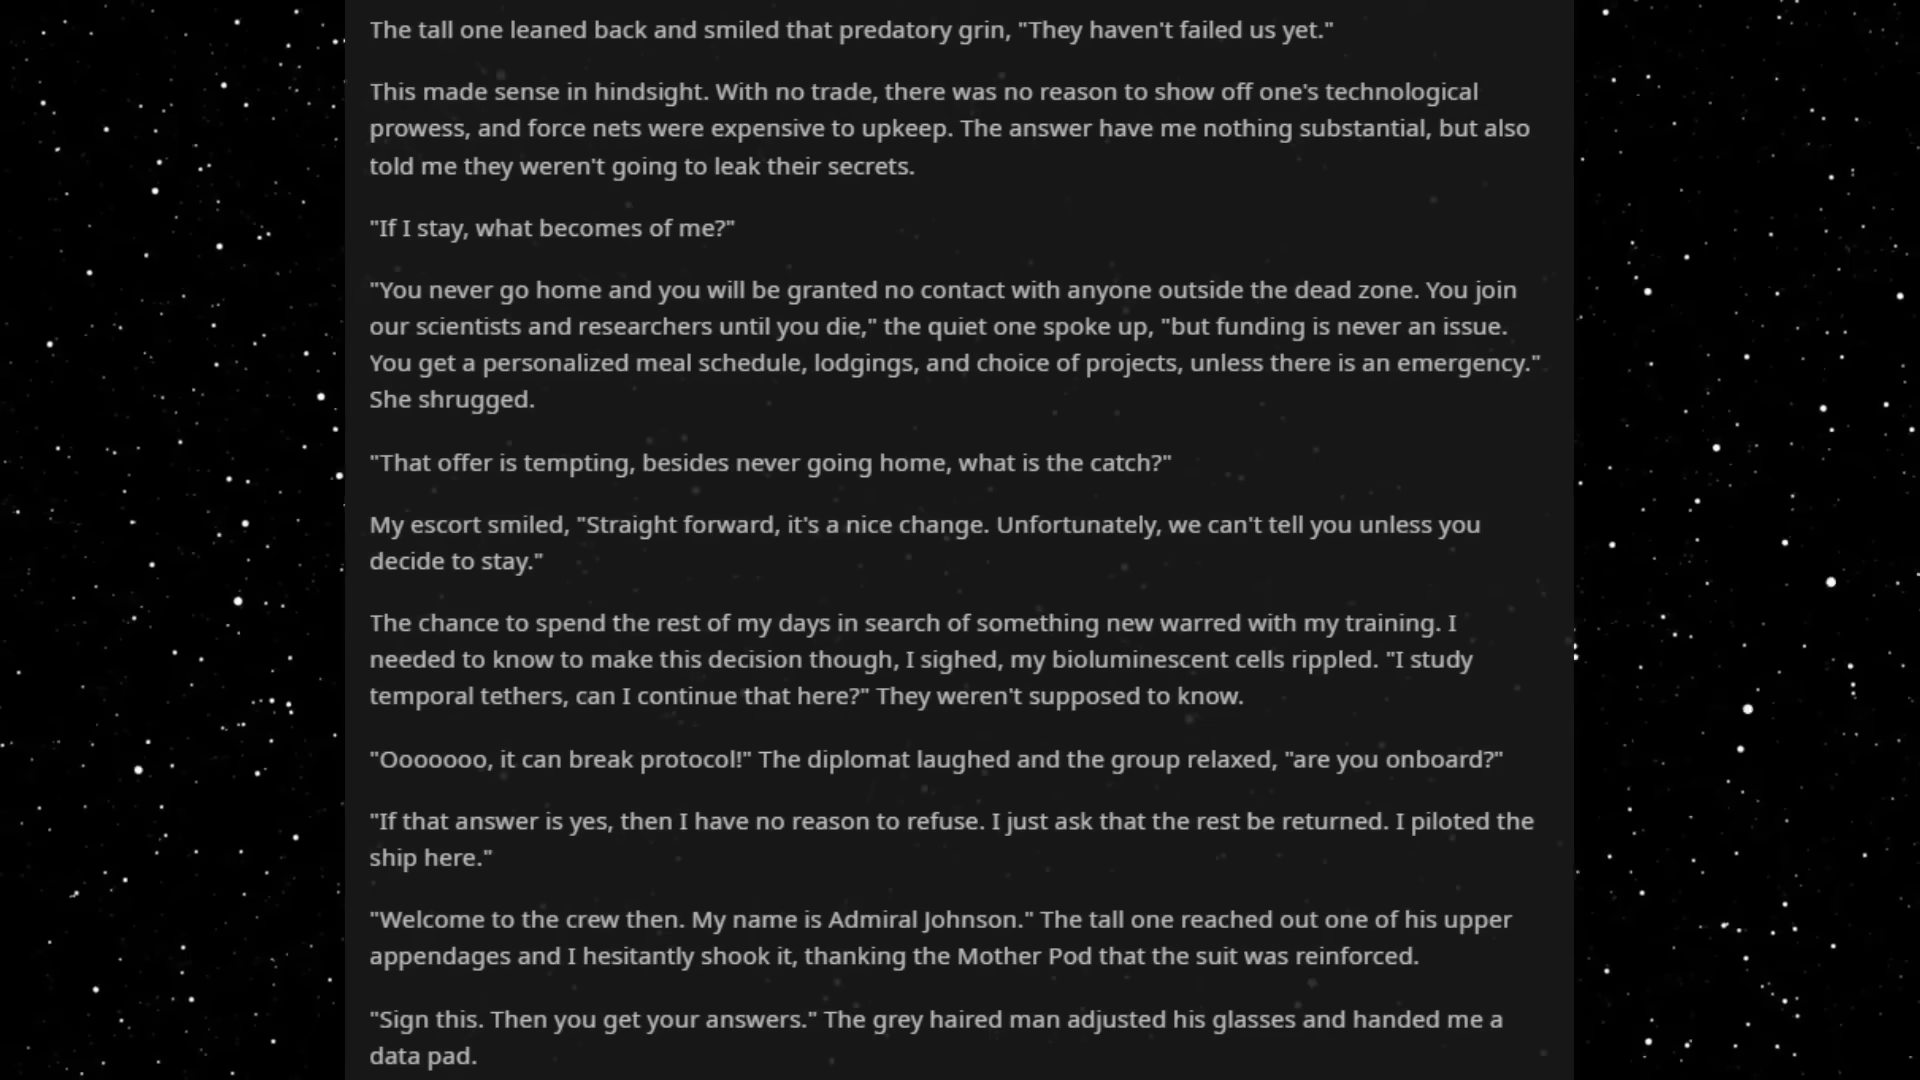 The tall one leaned back and smiled that predatory grin, "They haven't failed us yet."
This made sense in hindsight. With no trade, there was no reason to show off one's technological
prowess, and force nets were expensive to upkeep. The answer have me nothing substantial, but also
told me they weren't going to leak their secrets.
"If I stay, what becomes of me?"
"You never go home and you will be granted no contact with anyone outside the dead zone. You join
our scientists and researchers until you die," the quiet one spoke up, "but funding is never an issue.
You get a personalized meal schedule, lodgings, and choice of projects, unless there is an emergency."
She shrugged.
"That offer is tempting, besides never going home, what is the catch?"
My escort smiled, "Straight forward, it's a nice change. Unfortunately, we can't tell you unless you
decide to stay."
The chance to spend the rest of my days in search of something new warred with my training. I
needed to know to make this decision though, I sighed, my bioluminescent cells rippled. "I study
temporal tethers, can I continue that here?" They weren't supposed to know.
"Ooooooo, it can break protocol!" The diplomat laughed and the group relaxed, "are you onboard?"
"If that answer is yes, then I have no reason to refuse. I just ask that the rest be returned. I piloted the
ship here."
"Welcome to the crew then. My name is Admiral Johnson." The tall one reached out one of his upper
appendages and I hesitantly shook it, thanking the Mother Pod that the suit was reinforced.
"Sign this. Then you get your answers." The grey haired man adjusted his glasses and handed me a
data pad.